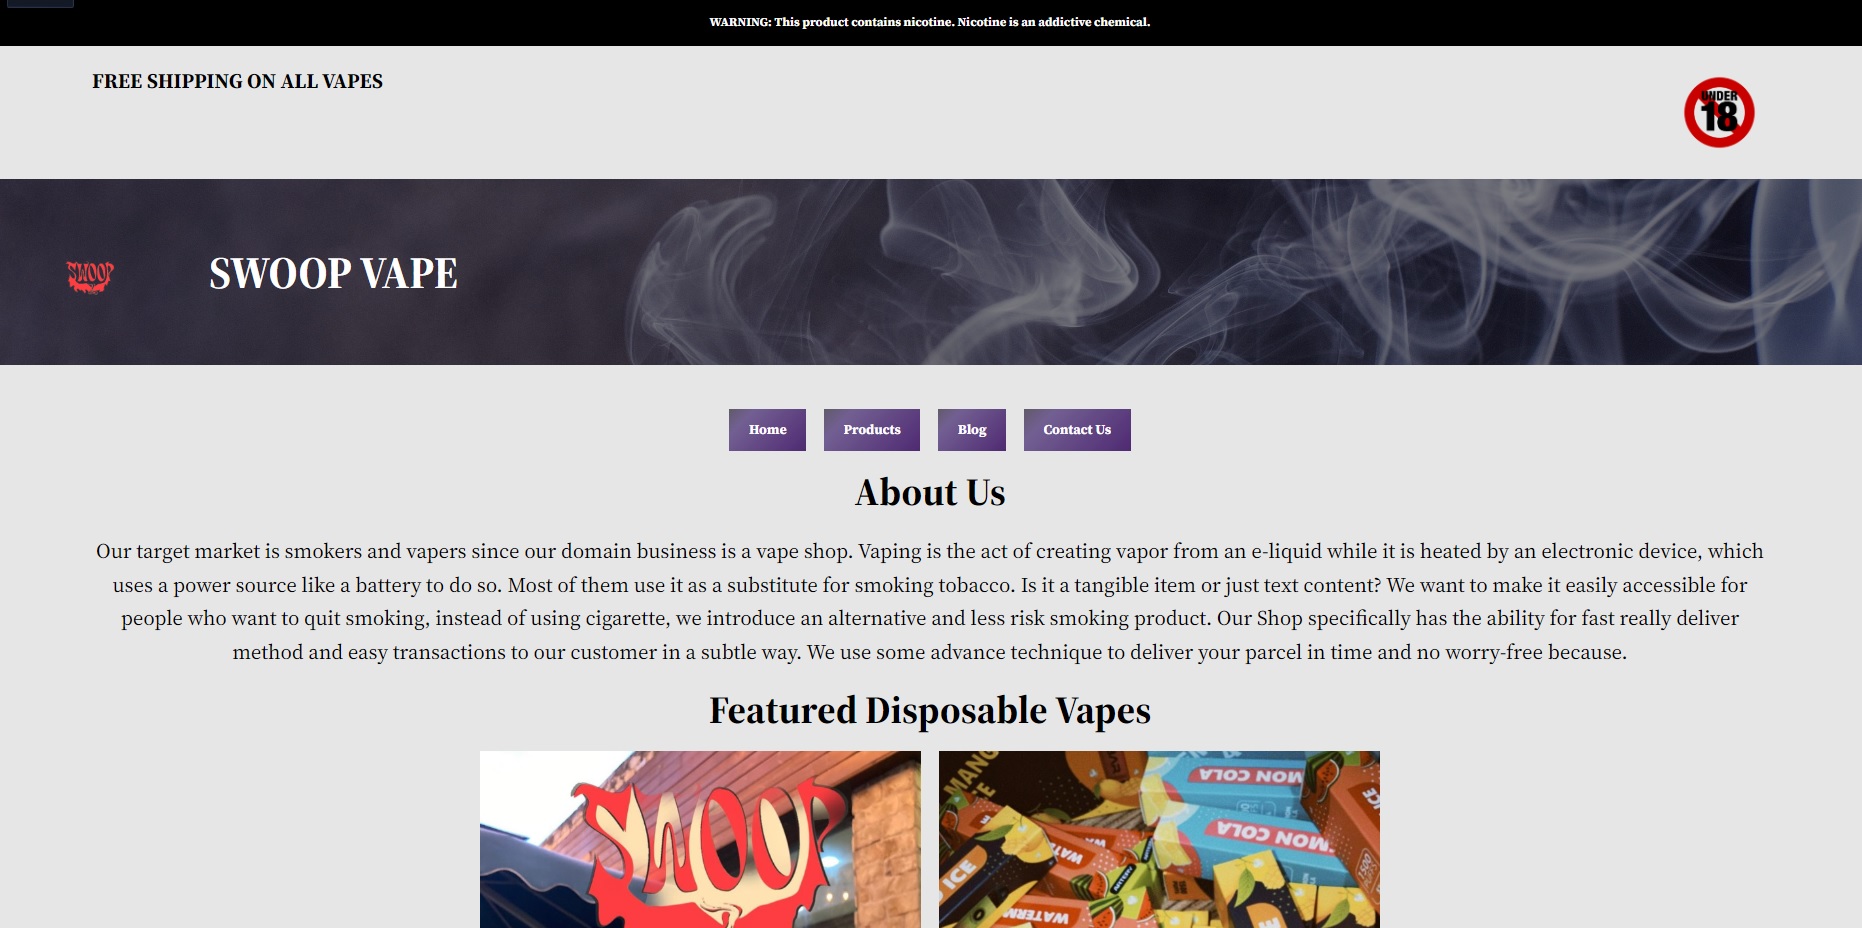 WARNING: This product contains nicotine. Nicotine is an addictive chemical.
FREE SHIPPING ON ALL VAPES
UNDER
18
SWOOP
SWOOP VAPE
Home
Products
Blog
Contact Us
About Us
Our target market is smokers and vapers since our domain business is a vape shop. Vaping is the act of creating vapor from an e-liquid while it is heated by an electronic device, which
uses a power source like a battery to do so. Most of them use it as a substitute for smoking tobacco. Is it a tangible item or just text content? We want to make it easily accessible for
people who want to quit smoking, instead of using cigarette, we introduce an alternative and less risk smoking product. Our Shop specifically has the ability for fast really deliver
method and easy transactions to our customer in a subtle way. We use some advance technique to deliver your parcel in time and no worry-free because.
Featured Disposable Vapes
SWOOP
MANG
MON COLA
MON COLA
ICE
ICE
WATERM
WATERM